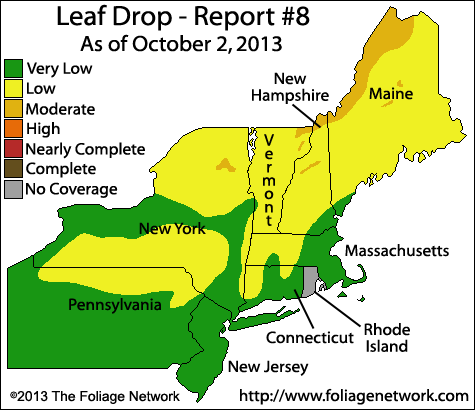 Leaf Drop - Report #8
As of October 2, 2013
Very Low
Low
Moderate
High
Nearly Complete
Complete
No Coverage
New
Hampshire
Maine
Vermont
New York
Massachusetts
Pennsylvania
Connecticut
Rhode
Island
New Jersey
©2013 The Foliage Network
http://www.foliagenetwork.com